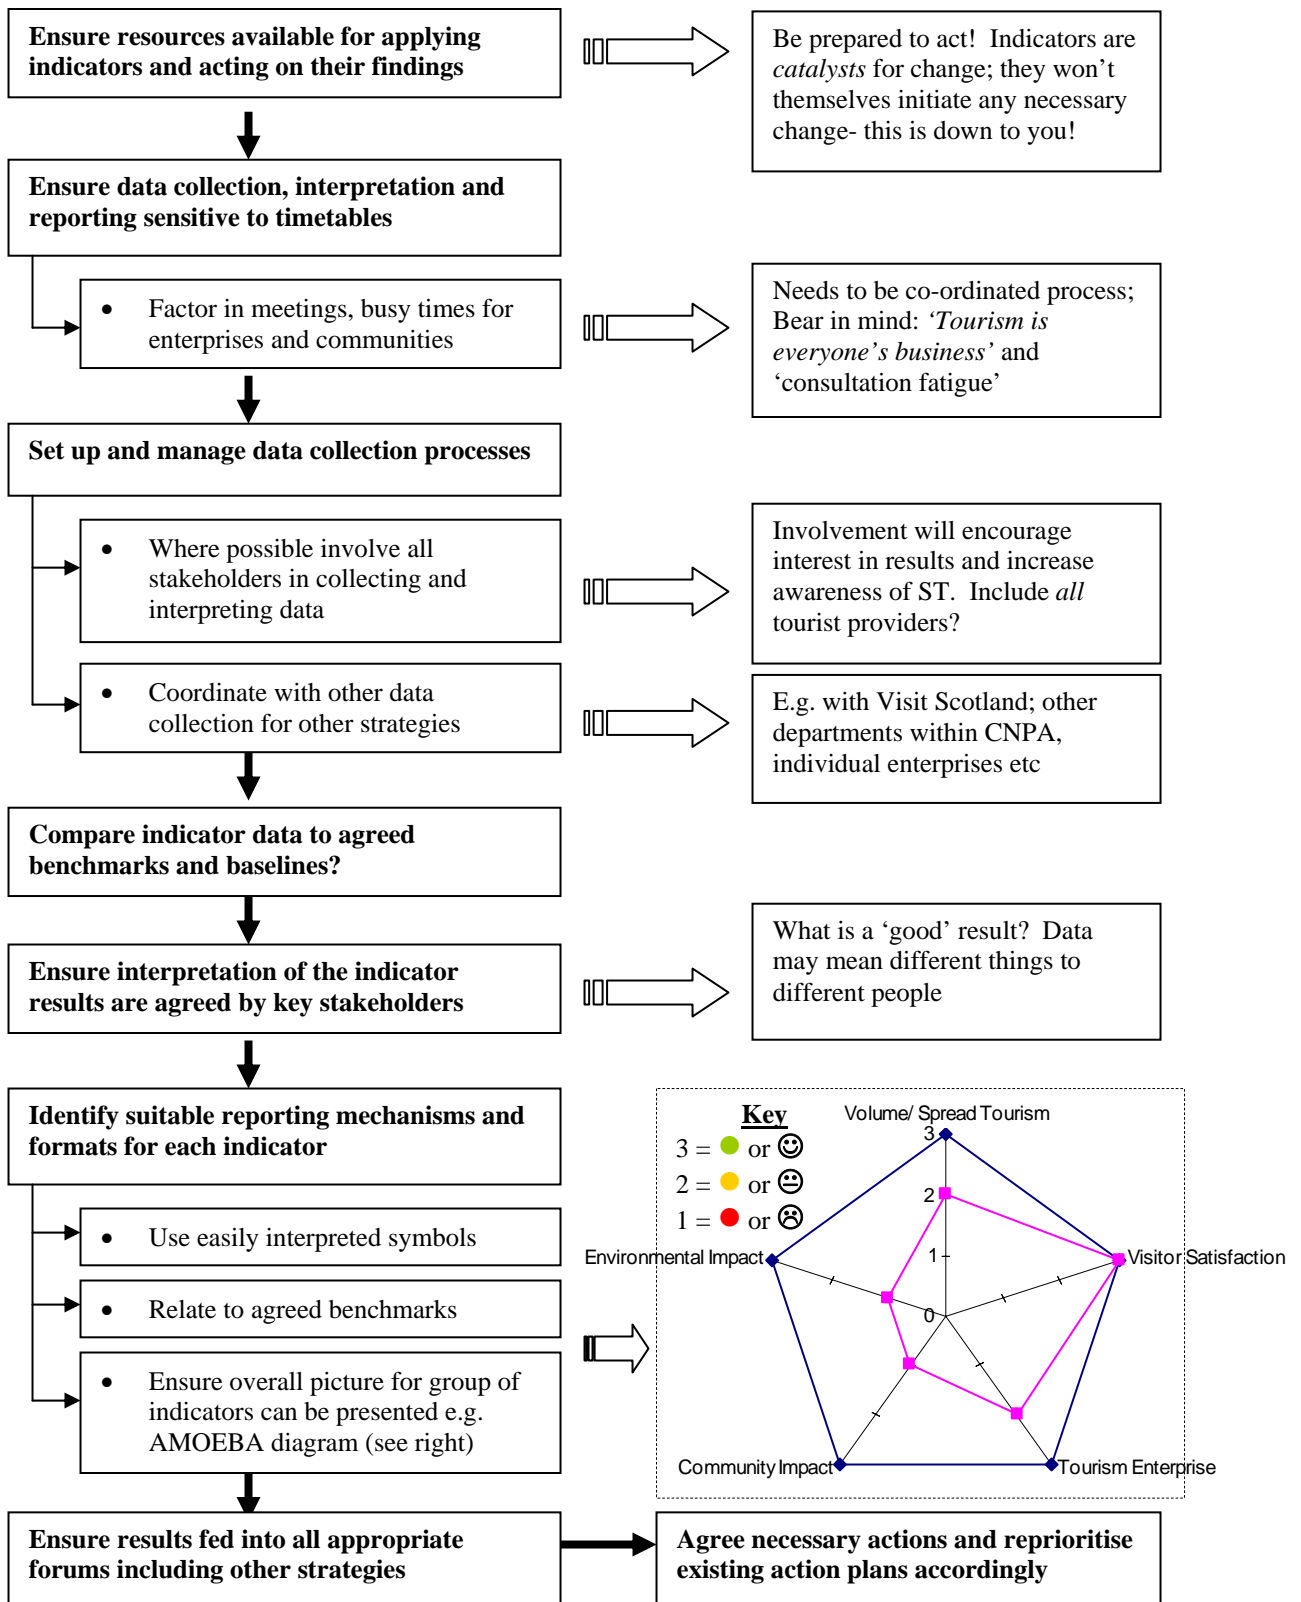 Ensure resources available for applying
indicators and acting on their findings
Be prepared to act!  Indicators are
catalysts for change; they won’t
themselves initiate any necessary
change- this is down to you!
Ensure data collection, interpretation and
reporting sensitive to timetables
• Factor in meetings, busy times for
enterprises and communities
Needs to be co-ordinated process;
Bear in mind: ‘Tourism is
everyone’s business’ and
‘consultation fatigue’
Set up and manage data collection processes
• Where possible involve all
stakeholders in collecting and
interpreting data
Involvement will encourage
interest in results and increase
awareness of ST.  Include all
tourist providers?
• Coordinate with other data
collection for other strategies
E.g. with Visit Scotland; other
departments within CNPA,
individual enterprises etc
Compare indicator data to agreed
benchmarks and baselines?
Ensure interpretation of the indicator
results are agreed by key stakeholders
What is a ‘good’ result?  Data
may mean different things to
different people
Identify suitable reporting mechanisms and
formats for each indicator
• Use easily interpreted symbols
• Relate to agreed benchmarks
• Ensure overall picture for group of
indicators can be presented e.g.
AMOEBA diagram (see right)
Key
3 = or
2 = or
1 = or
Volume/ Spread Tourism
3
2
1
0
Environmental Impact
Visitor Satisfaction
Community Impact
Tourism Enterprise
Ensure results fed into all appropriate
forums including other strategies
Agree necessary actions and reprioritise
existing action plans accordingly